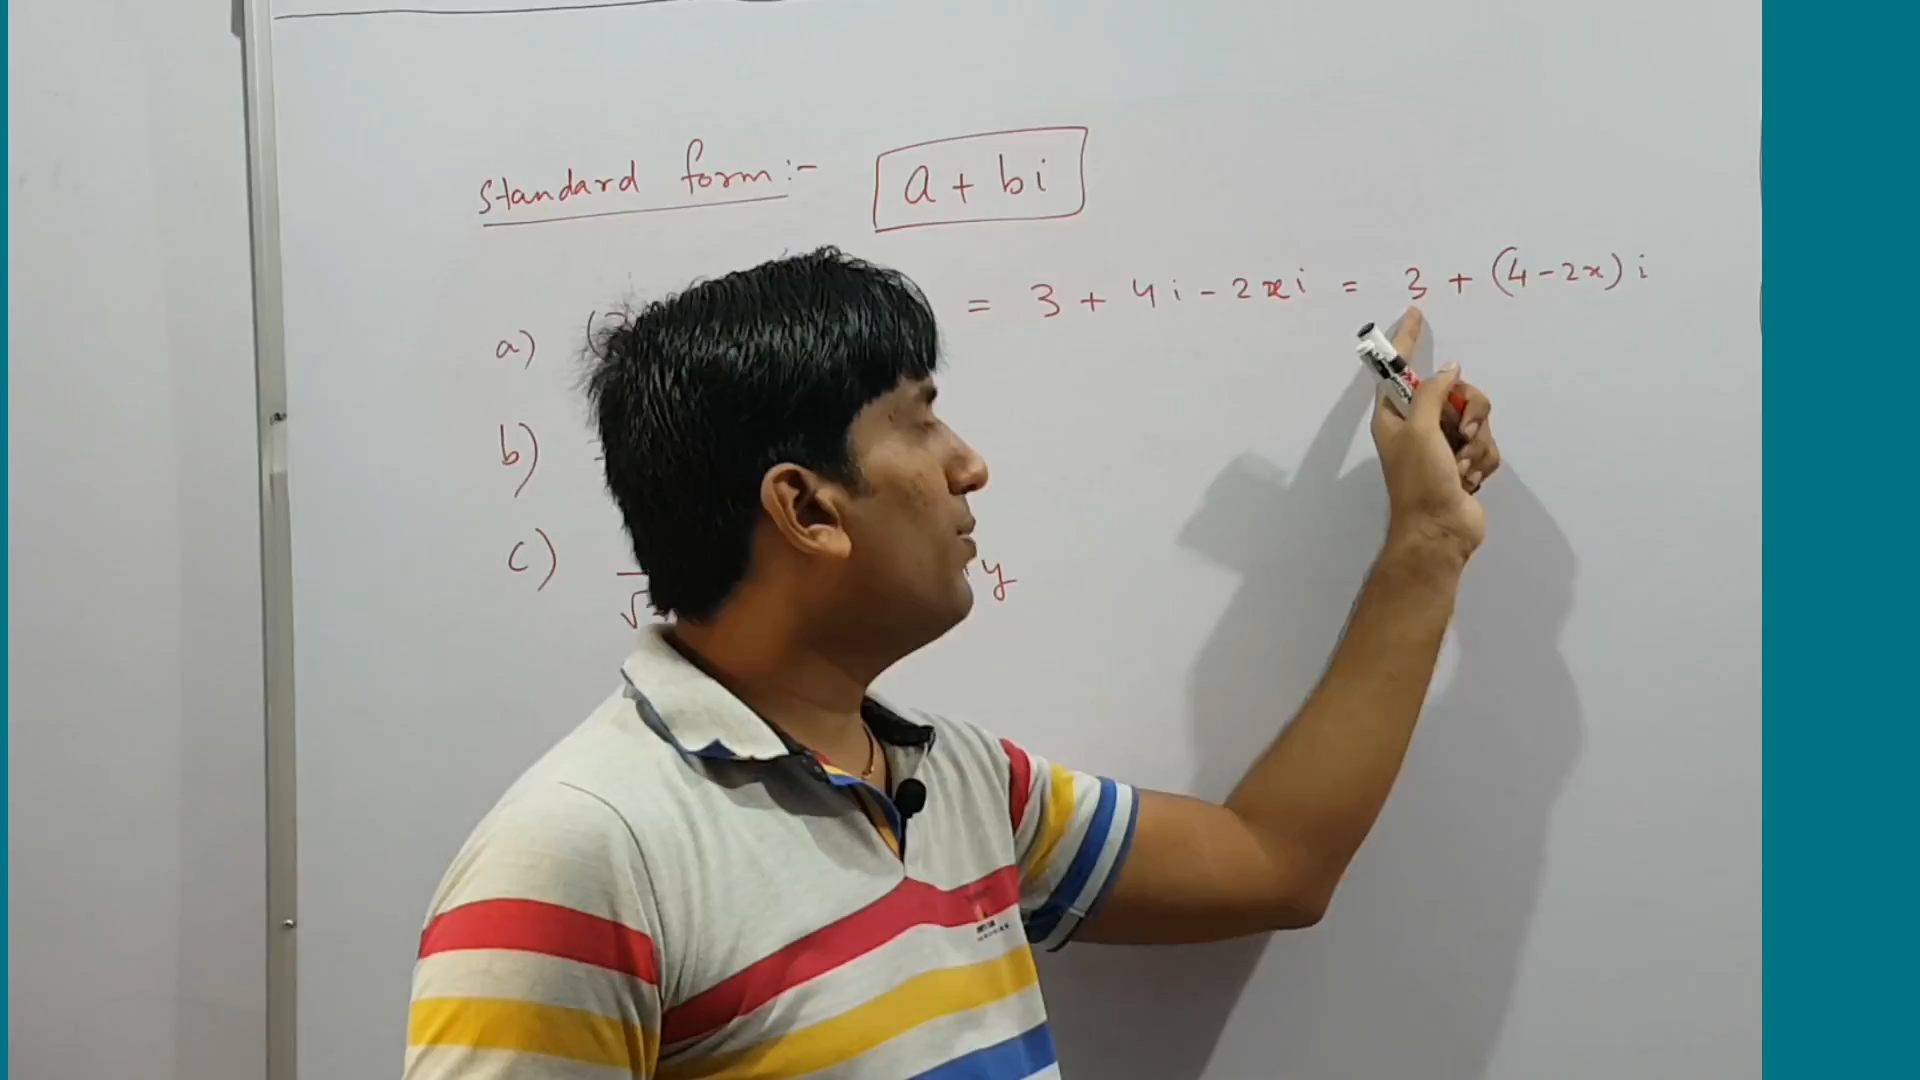 Standard form:-
a + bi
a) = 3 + 4i - 2xi = 3 + (4 - 2x) i
b)
c) y